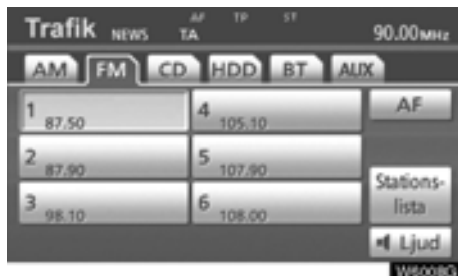 AF TP ST
Trafik NEWS TA 90.00MHz
AM FM CD HDD BT AUX
1 87.50 4 105.10 AF
2 87.90 5 107.90
3 98.10 6 108.00
Stations-
lista
Ljud